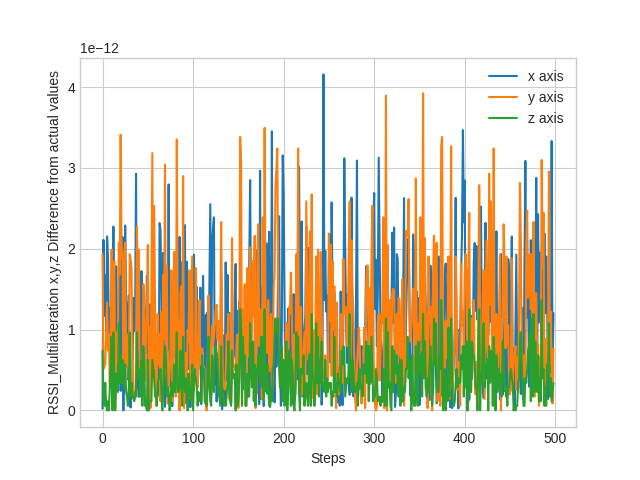 1e−12
x axis
y axis
z axis
4
3
2
1
0
RSSI_Multilateration x,y,z Difference from actual values
0
100
200
300
400
500
Steps